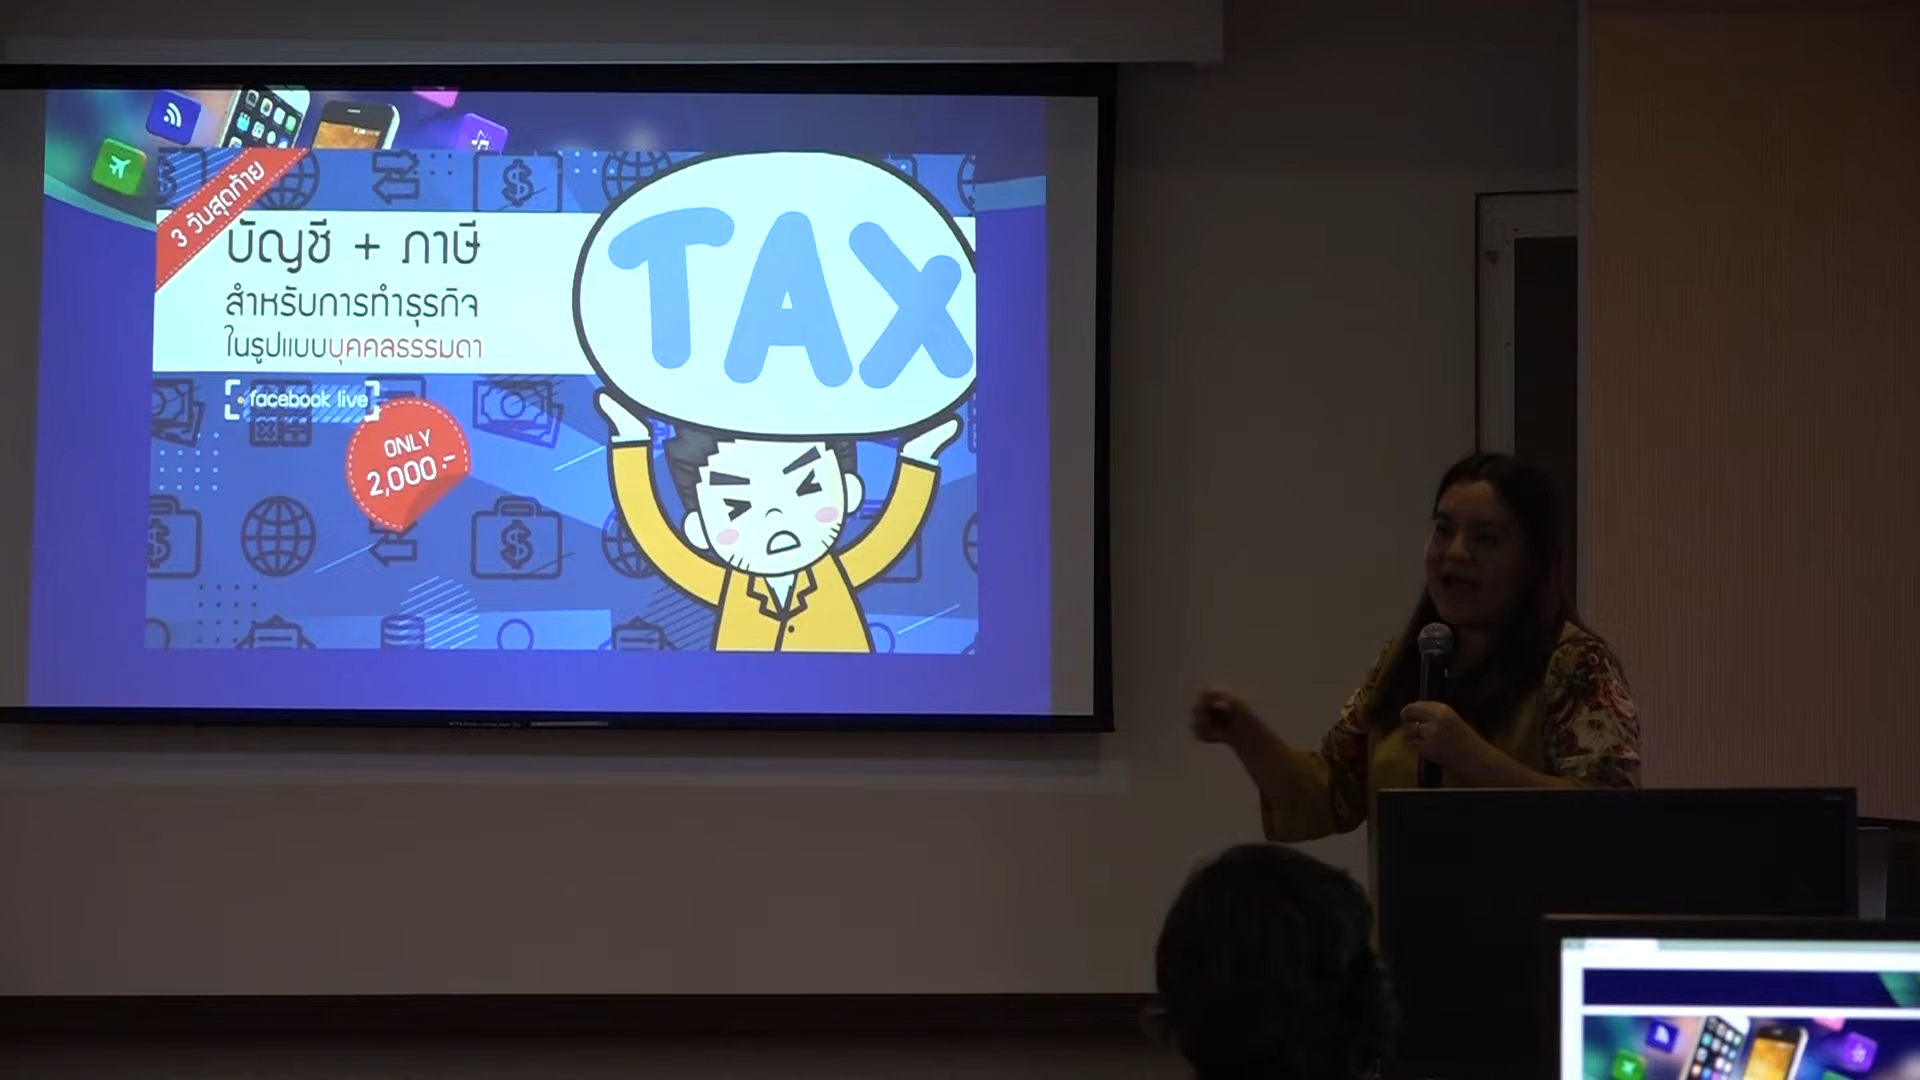 3 วันสุดท้าย
บัญชี + ภาษี
สำหรับการทำธุรกิจ
ในรูปแบบบุคคลธรรมดา
facebook live
ONLY
2,000.-
TAX